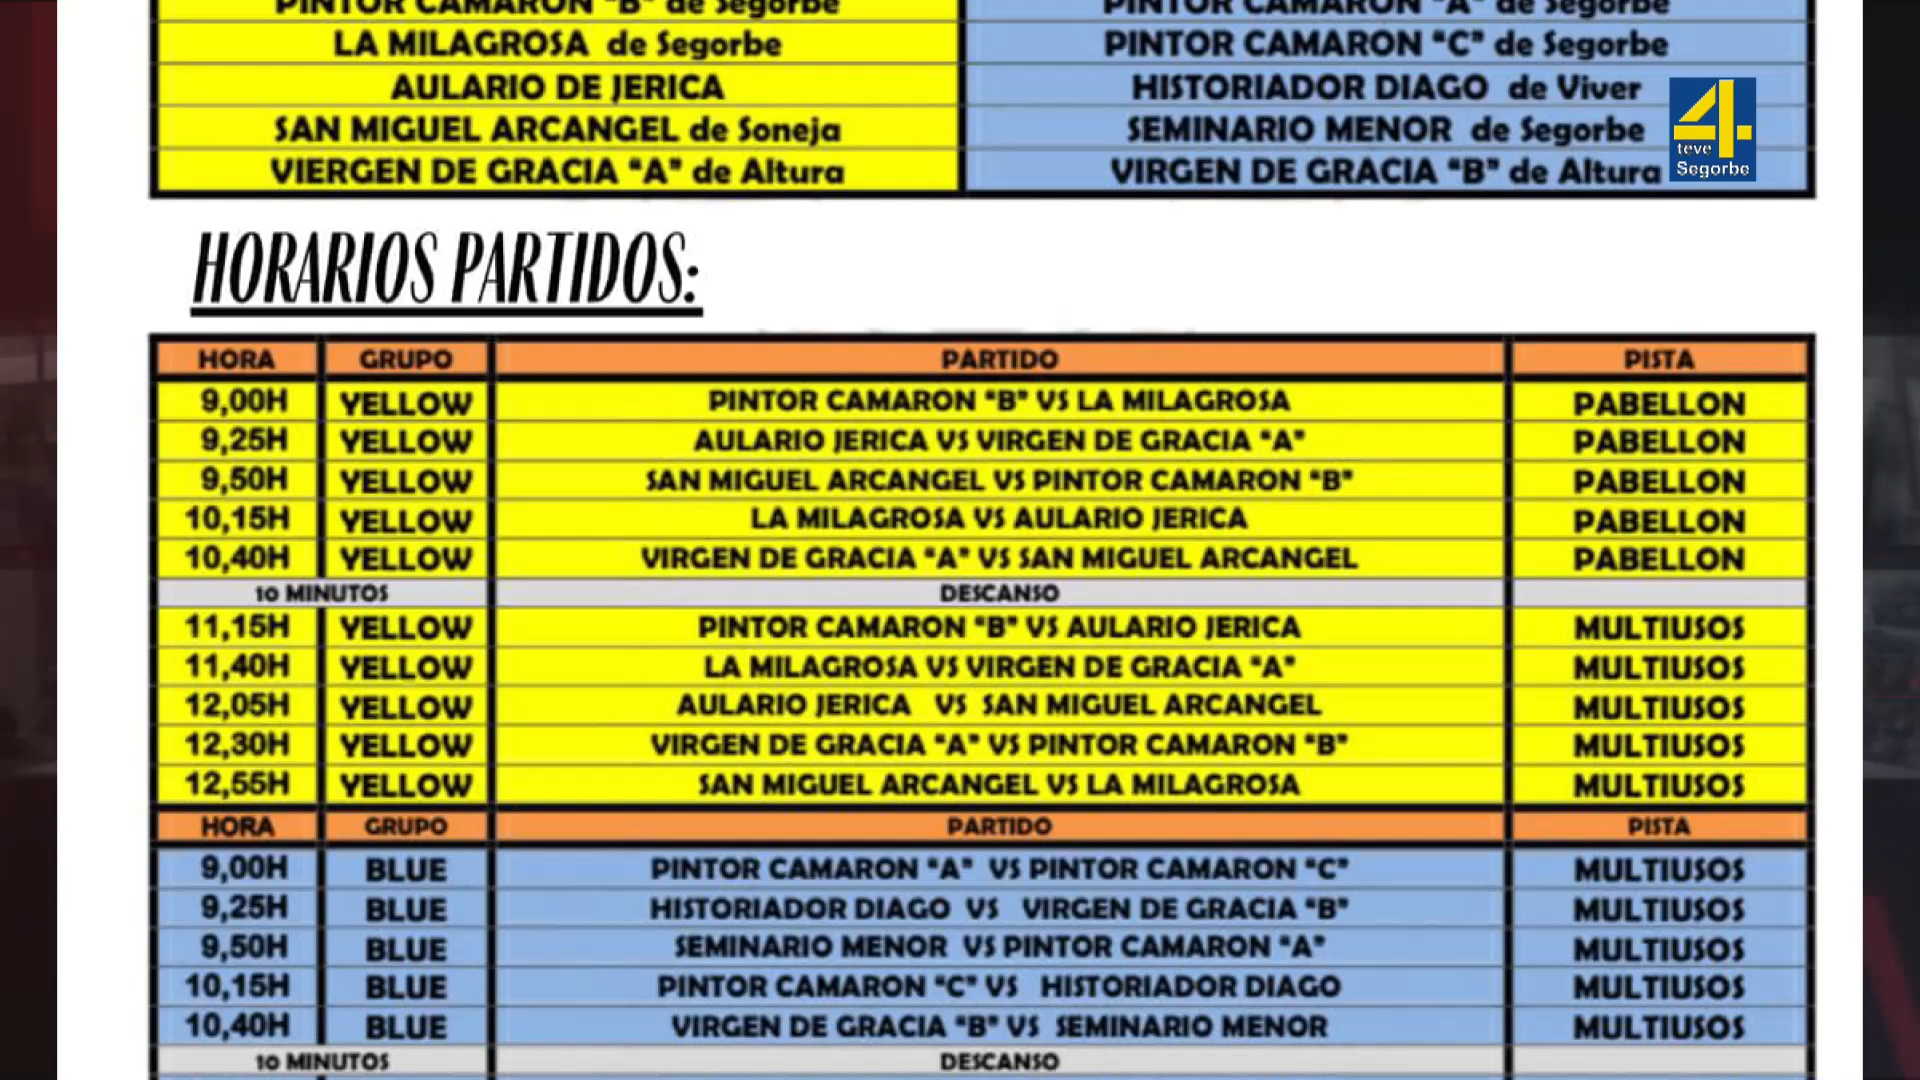 PINTOR CAMARON “B” de Segorbe PINTOR CAMARON “A” de Segorbe
LA MILAGROSA de Segorbe PINTOR CAMARON “C” de Segorbe
AULARIO DE JERICA HISTORIADOR DIAGO de Viver
SAN MIGUEL ARCANGEL de Soneja SEMINARIO MENOR de Segorbe
VIERGEN DE GRACIA “A” de Altura VIRGEN DE GRACIA “B” de Altura
4
teve
Segorbe
HORARIOS PARTIDOS:
HORA GRUPO PARTIDO PISTA
9,00H YELLOW PINTOR CAMARON “B” VS LA MILAGROSA PABELLON
9,25H YELLOW AULARIO JERICA VS VIRGEN DE GRACIA “A” PABELLON
9,50H YELLOW SAN MIGUEL ARCANGEL VS PINTOR CAMARON “B” PABELLON
10,15H YELLOW LA MILAGROSA VS AULARIO JERICA PABELLON
10,40H YELLOW VIRGEN DE GRACIA “A” VS SAN MIGUEL ARCANGEL PABELLON
10 MINUTOS DESCANSO
11,15H YELLOW PINTOR CAMARON “B” VS AULARIO JERICA MULTIUSOS
11,40H YELLOW LA MILAGROSA VS VIRGEN DE GRACIA “A” MULTIUSOS
12,05H YELLOW AULARIO JERICA VS SAN MIGUEL ARCANGEL MULTIUSOS
12,30H YELLOW VIRGEN DE GRACIA “A” VS PINTOR CAMARON “B” MULTIUSOS
12,55H YELLOW SAN MIGUEL ARCANGEL VS LA MILAGROSA MULTIUSOS
HORA GRUPO PARTIDO PISTA
9,00H BLUE PINTOR CAMARON “A” VS PINTOR CAMARON “C” MULTIUSOS
9,25H BLUE HISTORIADOR DIAGO VS VIRGEN DE GRACIA “B” MULTIUSOS
9,50H BLUE SEMINARIO MENOR VS PINTOR CAMARON “A” MULTIUSOS
10,15H BLUE PINTOR CAMARON “C” VS HISTORIADOR DIAGO MULTIUSOS
10,40H BLUE VIRGEN DE GRACIA “B” VS SEMINARIO MENOR MULTIUSOS
10 MINUTOS DESCANSO